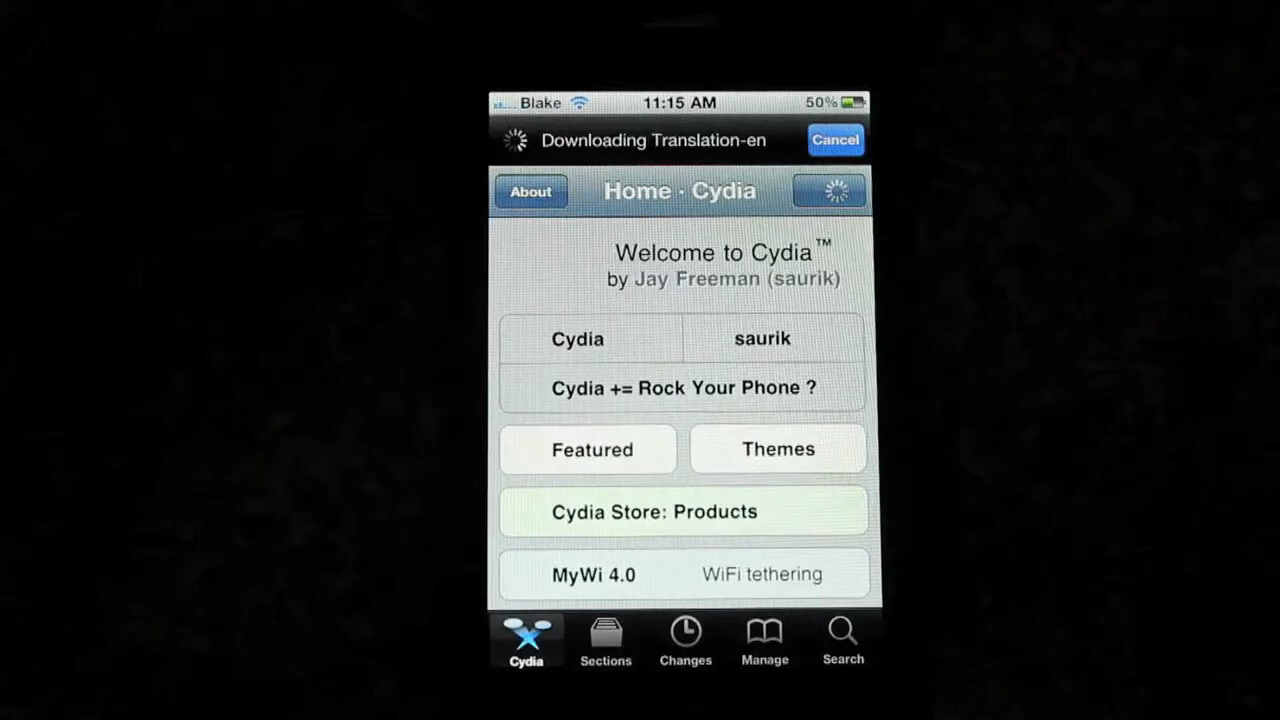 Blake 11:15 AM 50%
Downloading Translation-en Cancel
About Home · Cydia
Welcome to Cydia™
by Jay Freeman (saurik)
Cydia saurik
Cydia += Rock Your Phone ?
Featured Themes
Cydia Store: Products
MyWi 4.0 WiFi tethering
Cydia Sections Changes Manage Search